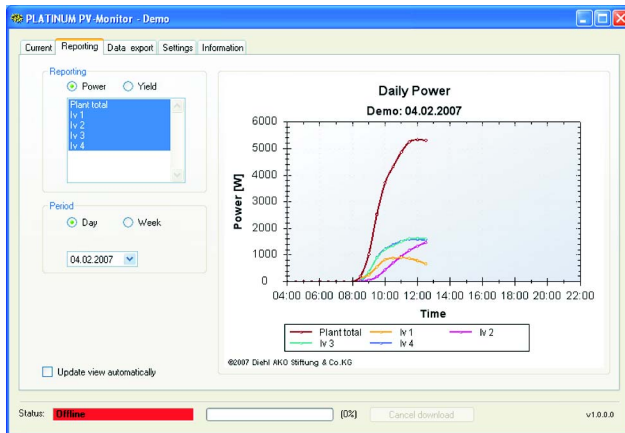 PLATINUM PV-Monitor - Demo
Current Reporting Data export Settings Information
Reporting
Power Yield
Plant total
Iv 1
Iv 2
Iv 3
Iv 4
Period
Day Week
04.02.2007
Update view automatically
Daily Power
Demo: 04.02.2007
Power [W]
6000
5000
4000
3000
2000
1000
0
04:00 06:00 08:00 10:00 12:00 14:00 16:00 18:00 20:00 22:00
Time
Plant total Iv 1 Iv 2
Iv 3 Iv 4
©2007 Diehl AKO Stiftung & Co.KG
Status: Offline (0%) Cancel download v1.0.0.0